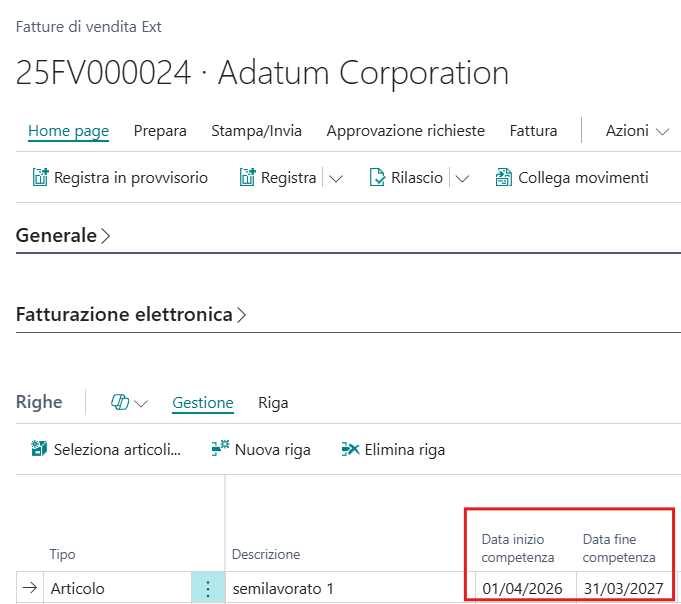 Fatture di vendita Ext
25FV000024 · Adatum Corporation
Home page Prepara Stampa/Invia Approvazione richieste Fattura Azioni
Registra in provvisorio Registra Rilascio Collega movimenti
Generale
Fatturazione elettronica
Righe Gestione Riga
Seleziona articoli... Nuova riga Elimina riga
Tipo Descrizione Data inizio competenza Data fine competenza
Articolo semilavorato 1 01/04/2026 31/03/2027